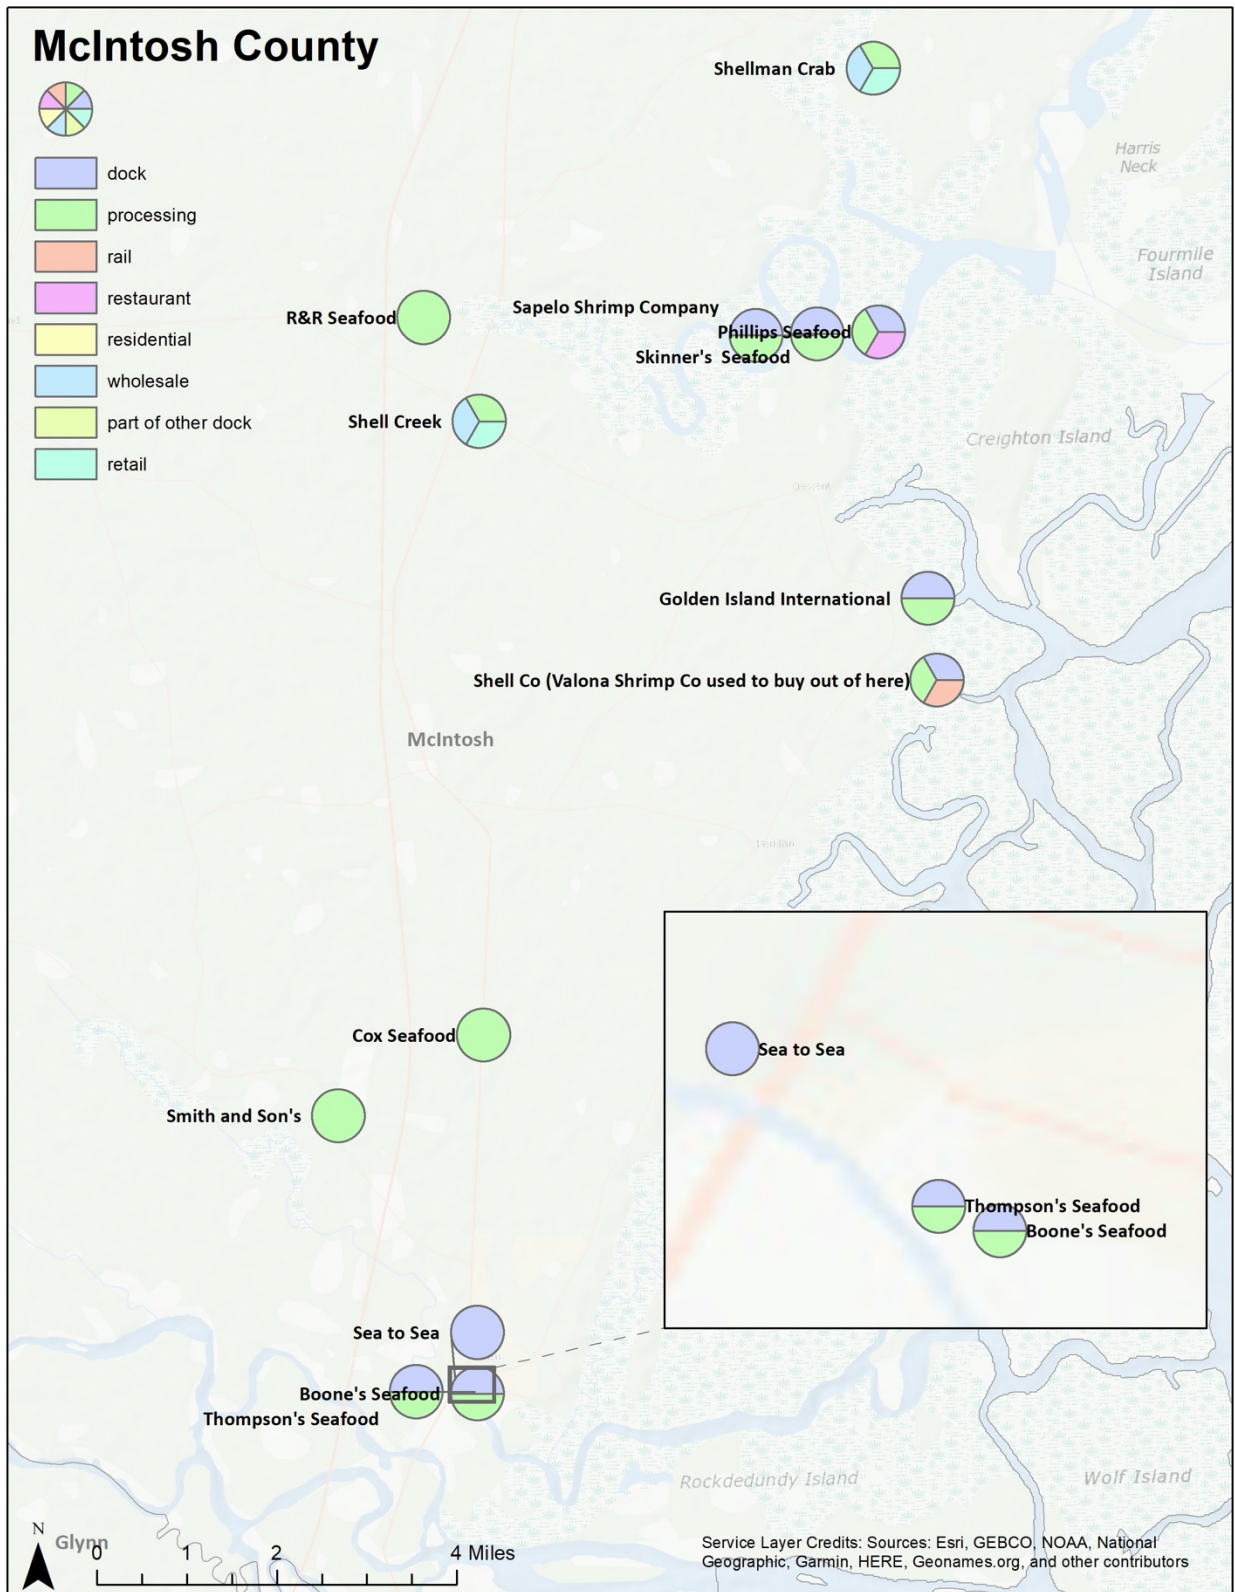 McIntosh County
dock
processing
rail
restaurant
residential
wholesale
part of other dock
retail
Shellman Crab
Harris
Neck
Fourmile
Island
R&R Seafood
Sapelo Shrimp Company
Phillips Seafood
Skinner's Seafood
Shell Creek
Creighton Island
Crescent
Golden Island International
Shell Co (Valona Shrimp Co used to buy out of here)
McIntosh
Cox Seafood
Smith and Son's
Sea to Sea
Thompson's Seafood
Boone's Seafood
Sea to Sea
Boone's Seafood
Thompson's Seafood
Rockdedundy Island
Wolf Island
N
Glynn
0 1 2 4 Miles
Service Layer Credits: Sources: Esri, GEBCO, NOAA, National
Geographic, Garmin, HERE, Geonames.org, and other contributors